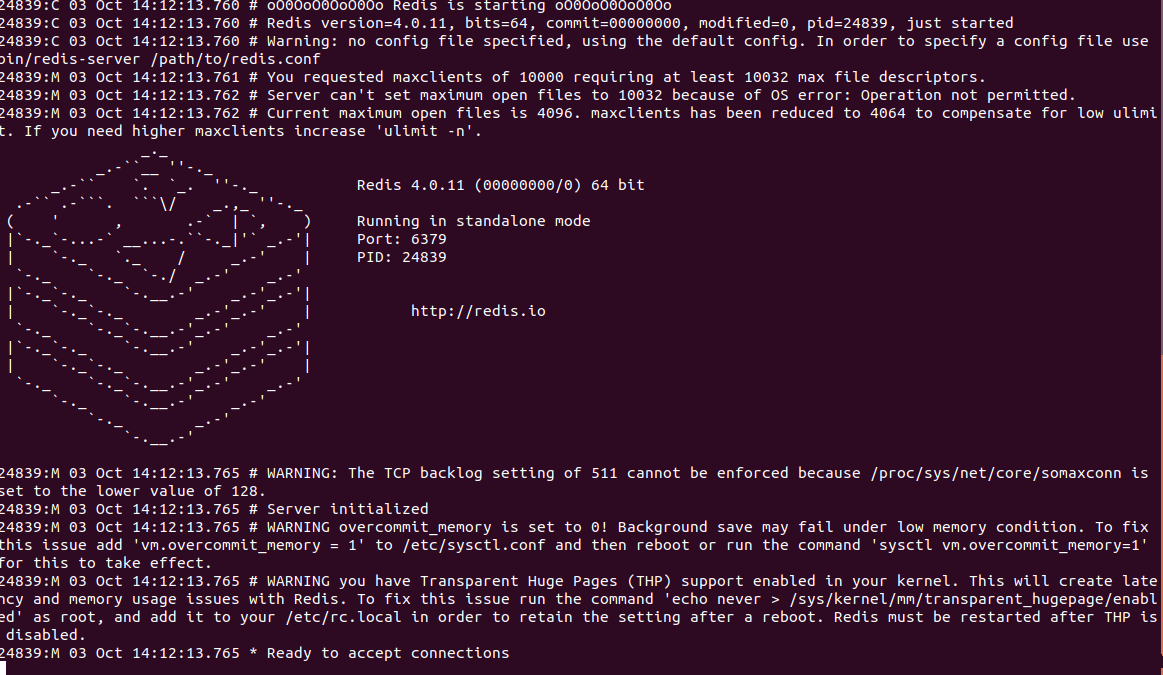 24839:C 03 Oct 14:12:13.760 # oO0OoO0OoO0Oo Redis is starting oO0OoO0OoO0Oo
24839:C 03 Oct 14:12:13.760 # Redis version=4.0.11, bits=64, commit=00000000, modified=0, pid=24839, just started
24839:C 03 Oct 14:12:13.760 # Warning: no config file specified, using the default config. In order to specify a config file use
bin/redis-server /path/to/redis.conf
24839:M 03 Oct 14:12:13.761 # You requested maxclients of 10000 requiring at least 10032 max file descriptors.
24839:M 03 Oct 14:12:13.762 # Server can't set maximum open files to 10032 because of OS error: Operation not permitted.
24839:M 03 Oct 14:12:13.762 # Current maximum open files is 4096. maxclients has been reduced to 4064 to compensate for low ulimi
t. If you need higher maxclients increase 'ulimit -n'.
Redis 4.0.11 (00000000/0) 64 bit
Running in standalone mode
Port: 6379
PID: 24839
http://redis.io
24839:M 03 Oct 14:12:13.765 # WARNING: The TCP backlog setting of 511 cannot be enforced because /proc/sys/net/core/somaxconn is
set to the lower value of 128.
24839:M 03 Oct 14:12:13.765 # Server initialized
24839:M 03 Oct 14:12:13.765 # WARNING overcommit_memory is set to 0! Background save may fail under low memory condition. To fix
this issue add 'vm.overcommit_memory = 1' to /etc/sysctl.conf and then reboot or run the command 'sysctl vm.overcommit_memory=1'
for this to take effect.
24839:M 03 Oct 14:12:13.765 # WARNING you have Transparent Huge Pages (THP) support enabled in your kernel. This will create late
ncy and memory usage issues with Redis. To fix this issue run the command 'echo never > /sys/kernel/mm/transparent_hugepage/enabl
ed' as root, and add it to your /etc/rc.local in order to retain the setting after a reboot. Redis must be restarted after THP is
disabled.
24839:M 03 Oct 14:12:13.765 * Ready to accept connections